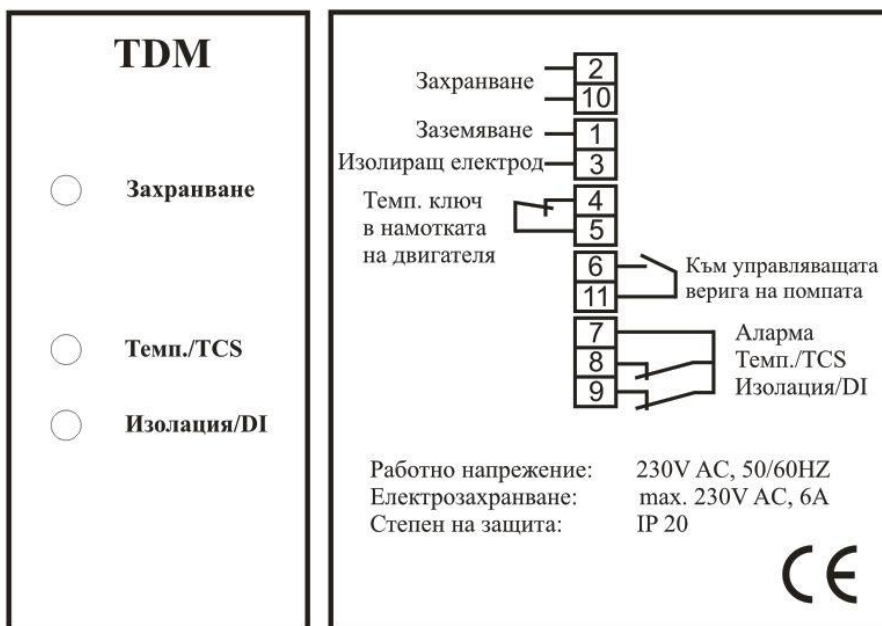 TDM
Захранване
Темп./TCS
Изолация/DI
Захранване
2
10
Заземяване
1
Изолиращ електрод
3
Темп. ключ
в намотката
на двигателя
4
5
6
11
Към управляващата
верига на помпата
7
Аларма
8
Темп./TCS
9
Изолация/DI
Работно напрежение: 230V AC, 50/60HZ
Електрозахранване: max. 230V AC, 6A
Степен на защита: IP 20
CE